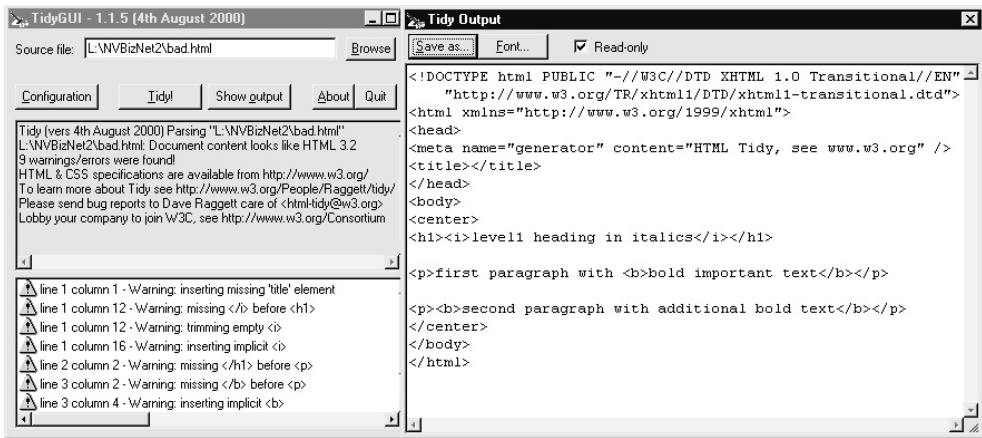 TidyGUI - 1.1.5 (4th August 2000)
Source file: L:\NVBizNet2\bad.html Browse
Configuration Tidy! Show output About Quit
Tidy (vers 4th August 2000) Parsing "L:\NVBizNet2\bad.html"
L:\NVBizNet2\bad.html: Document content looks like HTML 3.2
9 warnings/errors were found!
HTML & CSS specifications are available from http://www.w3.org/
To learn more about Tidy see http://www.w3.org/People/Raggett/tidy/
Please send bug reports to Dave Raggett care of <html-tidy@w3.org>
Lobby your company to join W3C, see http://www.w3.org/Consortium
line 1 column 1 - Warning: inserting missing 'title' element
line 1 column 12 - Warning: missing </i> before <h1>
line 1 column 12 - Warning: trimming empty <i>
line 1 column 16 - Warning: inserting implicit <i>
line 2 column 2 - Warning: missing </h1> before <p>
line 3 column 2 - Warning: missing </b> before <p>
line 3 column 4 - Warning: inserting implicit <b>
Tidy Output
Save as... Font... Read-only
<!DOCTYPE html PUBLIC "-//W3C//DTD XHTML 1.0 Transitional//EN"
"http://www.w3.org/TR/xhtml1/DTD/xhtml1-transitional.dtd">
<html xmlns="http://www.w3.org/1999/xhtml">
<head>
<meta name="generator" content="HTML Tidy, see www.w3.org" />
<title></title>
</head>
<body>
<center>
<h1><i>level1 heading in italics</i></h1>
<p>first paragraph with <b>bold important text</b></p>
<p><b>second paragraph with additional bold text</b></p>
</center>
</body>
</html>